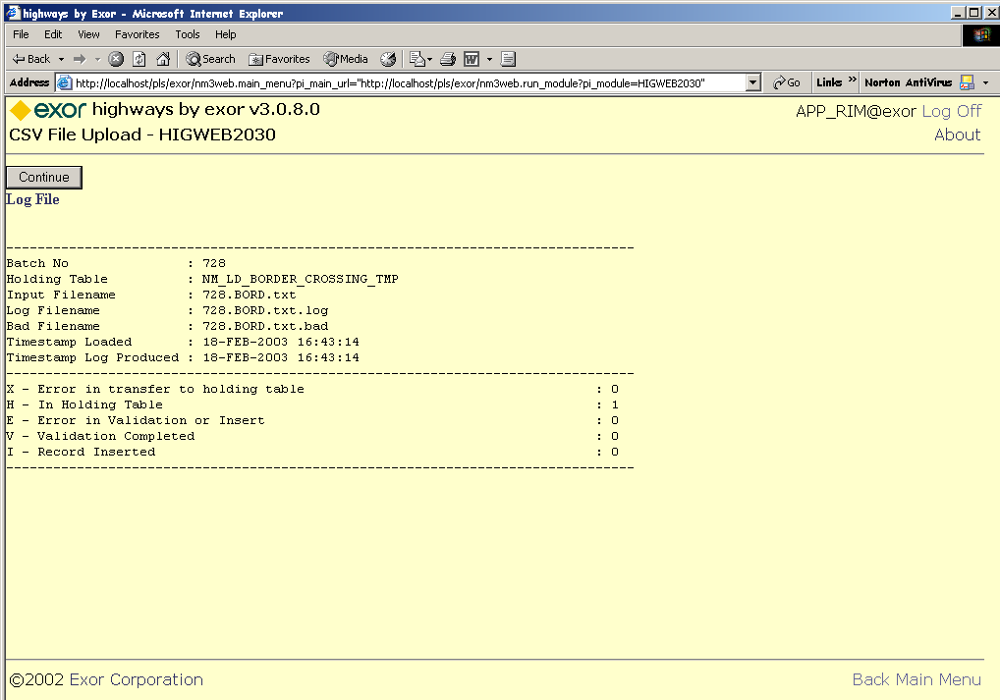 highways by Exor - Microsoft Internet Explorer
File Edit View Favorites Tools Help
Back Search Favorites Media
Address http://localhost/pls/exor/nm3web.main_menu?pi_main_url="http://localhost/pls/exor/nm3web.run_module?pi_module=HIGWEB2030" Go Links » Norton AntiVirus
exor highways by exor v3.0.8.0 APP_RIM@exor Log Off
CSV File Upload - HIGWEB2030 About
Continue
Log File
--------------------------------------------------------------------------------
Batch No : 728
Holding Table : NM_LD_BORDER_CROSSING_TMP
Input Filename : 728.BORD.txt
Log Filename : 728.BORD.txt.log
Bad Filename : 728.BORD.txt.bad
Timestamp Loaded : 18-FEB-2003 16:43:14
Timestamp Log Produced : 18-FEB-2003 16:43:14
--------------------------------------------------------------------------------
X - Error in transfer to holding table : 0
H - In Holding Table : 1
E - Error in Validation or Insert : 0
V - Validation Completed : 0
I - Record Inserted : 0
--------------------------------------------------------------------------------
©2002 Exor Corporation Back Main Menu